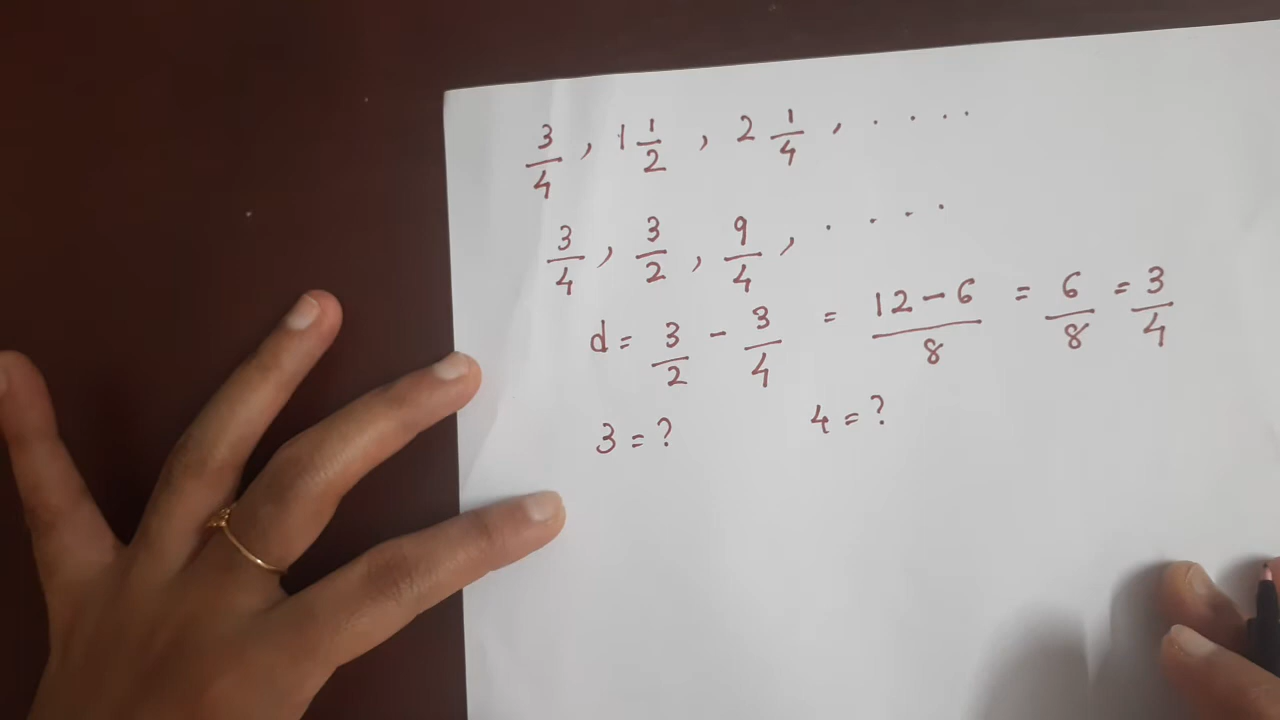 3/4, 1 1/2, 2 1/4, . . . .
3/4, 3/2, 9/4, . . . .
d = 3/2 - 3/4 = 12-6/8 = 6/8 = 3/4
3 = ? 4 = ?